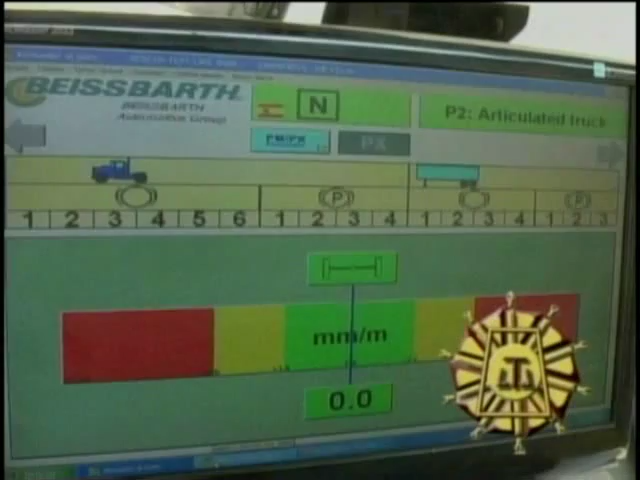 BEISSBARTH
BEISSBARTH
Automotive Group
N
P2: Articulated truck
PM/PX
PX
P
P
1 2 3 4 5 6 1 2 3 4 1 2 3 4 1 2 3
mm/m
0.0